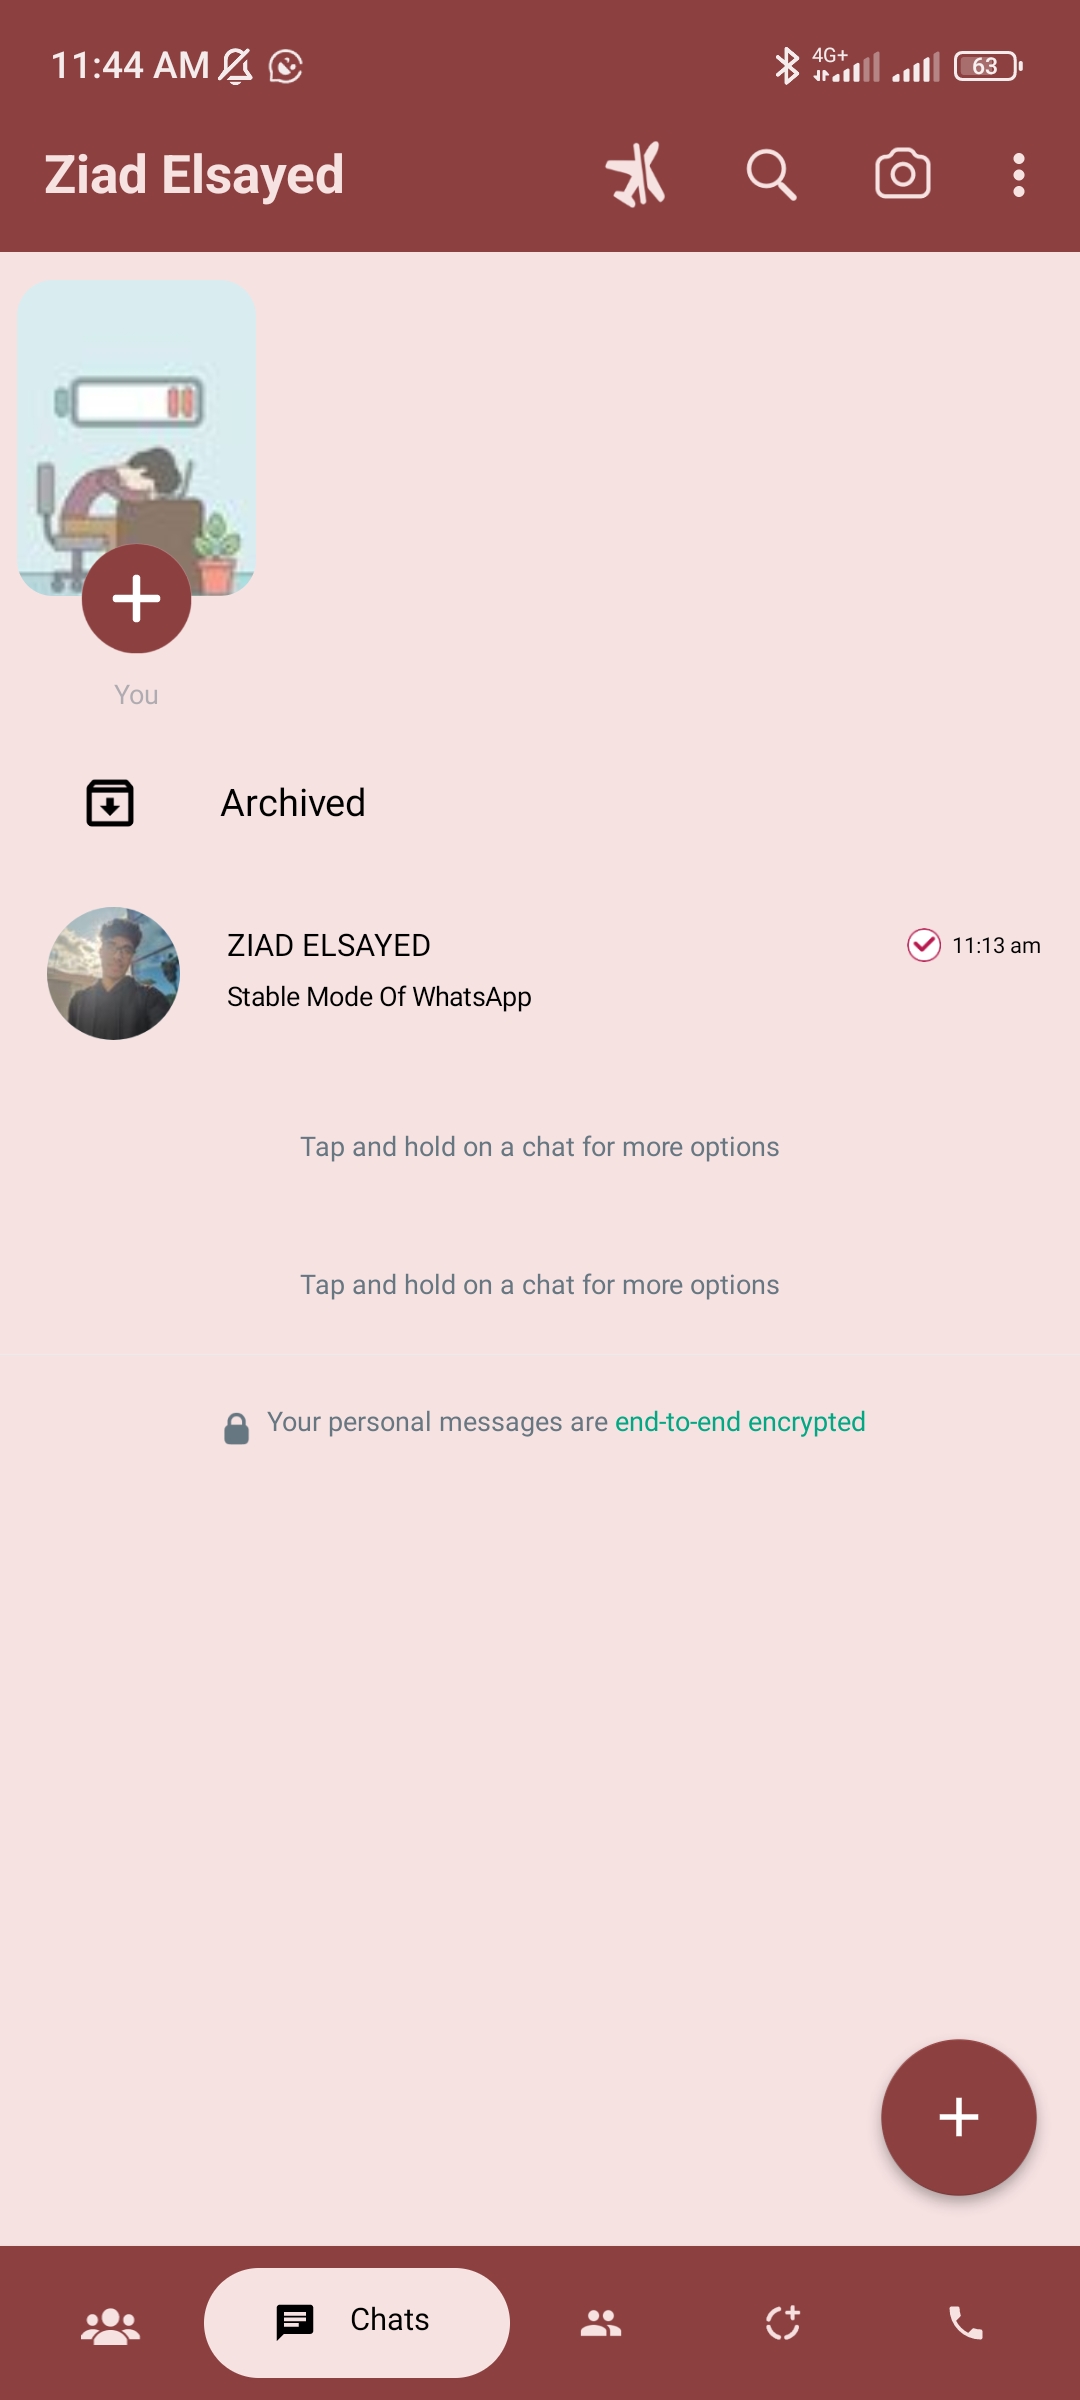 11:44 AM
4G+
63
Ziad Elsayed
You
Archived
ZIAD ELSAYED
11:13 am
Stable Mode Of WhatsApp
Tap and hold on a chat for more options
Tap and hold on a chat for more options
Your personal messages are end-to-end encrypted
Chats